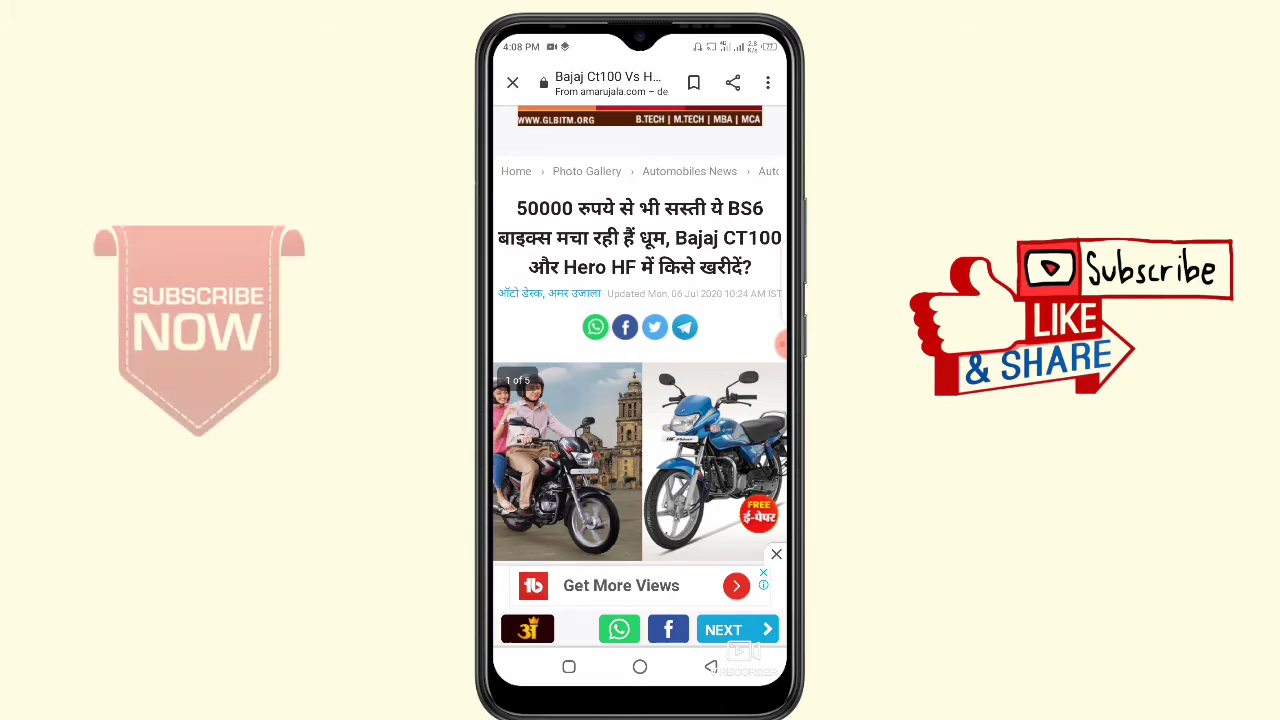 4:08 PM
2.8
K/s
77
Bajaj Ct100 Vs H...
From amarujala.com – de
WWW.GLBITM.ORG
B.TECH | M.TECH | MBA | MCA
Home › Photo Gallery › Automobiles News › Auto
50000 रुपये से भी सस्ती ये BS6
बाइक्स मचा रही हैं धूम, Bajaj CT100
और Hero HF में किसे खरीदें?
ऑटो डेस्क, अमर उजाला Updated Mon, 06 Jul 2020 10:24 AM IST
1 of 5
FREE
ई-पेपर
Get More Views
अ
NEXT
SUBSCRIBE
NOW
Subscribe
LIKE
& SHARE